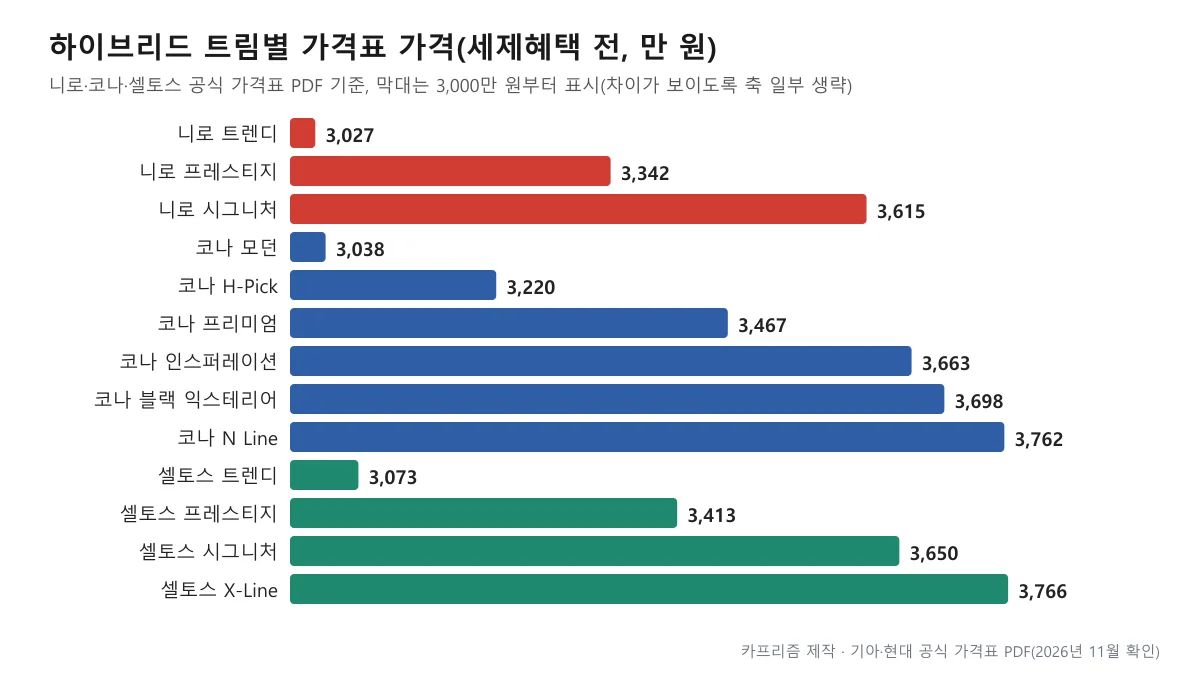 하이브리드 트림별 가격표 가격(세제혜택 전, 만 원)
니로·코나·셀토스 공식 가격표 PDF 기준, 막대는 3,000만 원부터 표시(차이가 보이도록 축 일부 생략)
니로 트렌디 3,027
니로 프레스티지 3,342
니로 시그니처 3,615
코나 모던 3,038
코나 H-Pick 3,220
코나 프리미엄 3,467
코나 인스퍼레이션 3,663
코나 블랙 익스테리어 3,698
코나 N Line 3,762
셀토스 트렌디 3,073
셀토스 프레스티지 3,413
셀토스 시그니처 3,650
셀토스 X-Line 3,766
카프리즘 제작 · 기아·현대 공식 가격표 PDF(2026년 11월 확인)